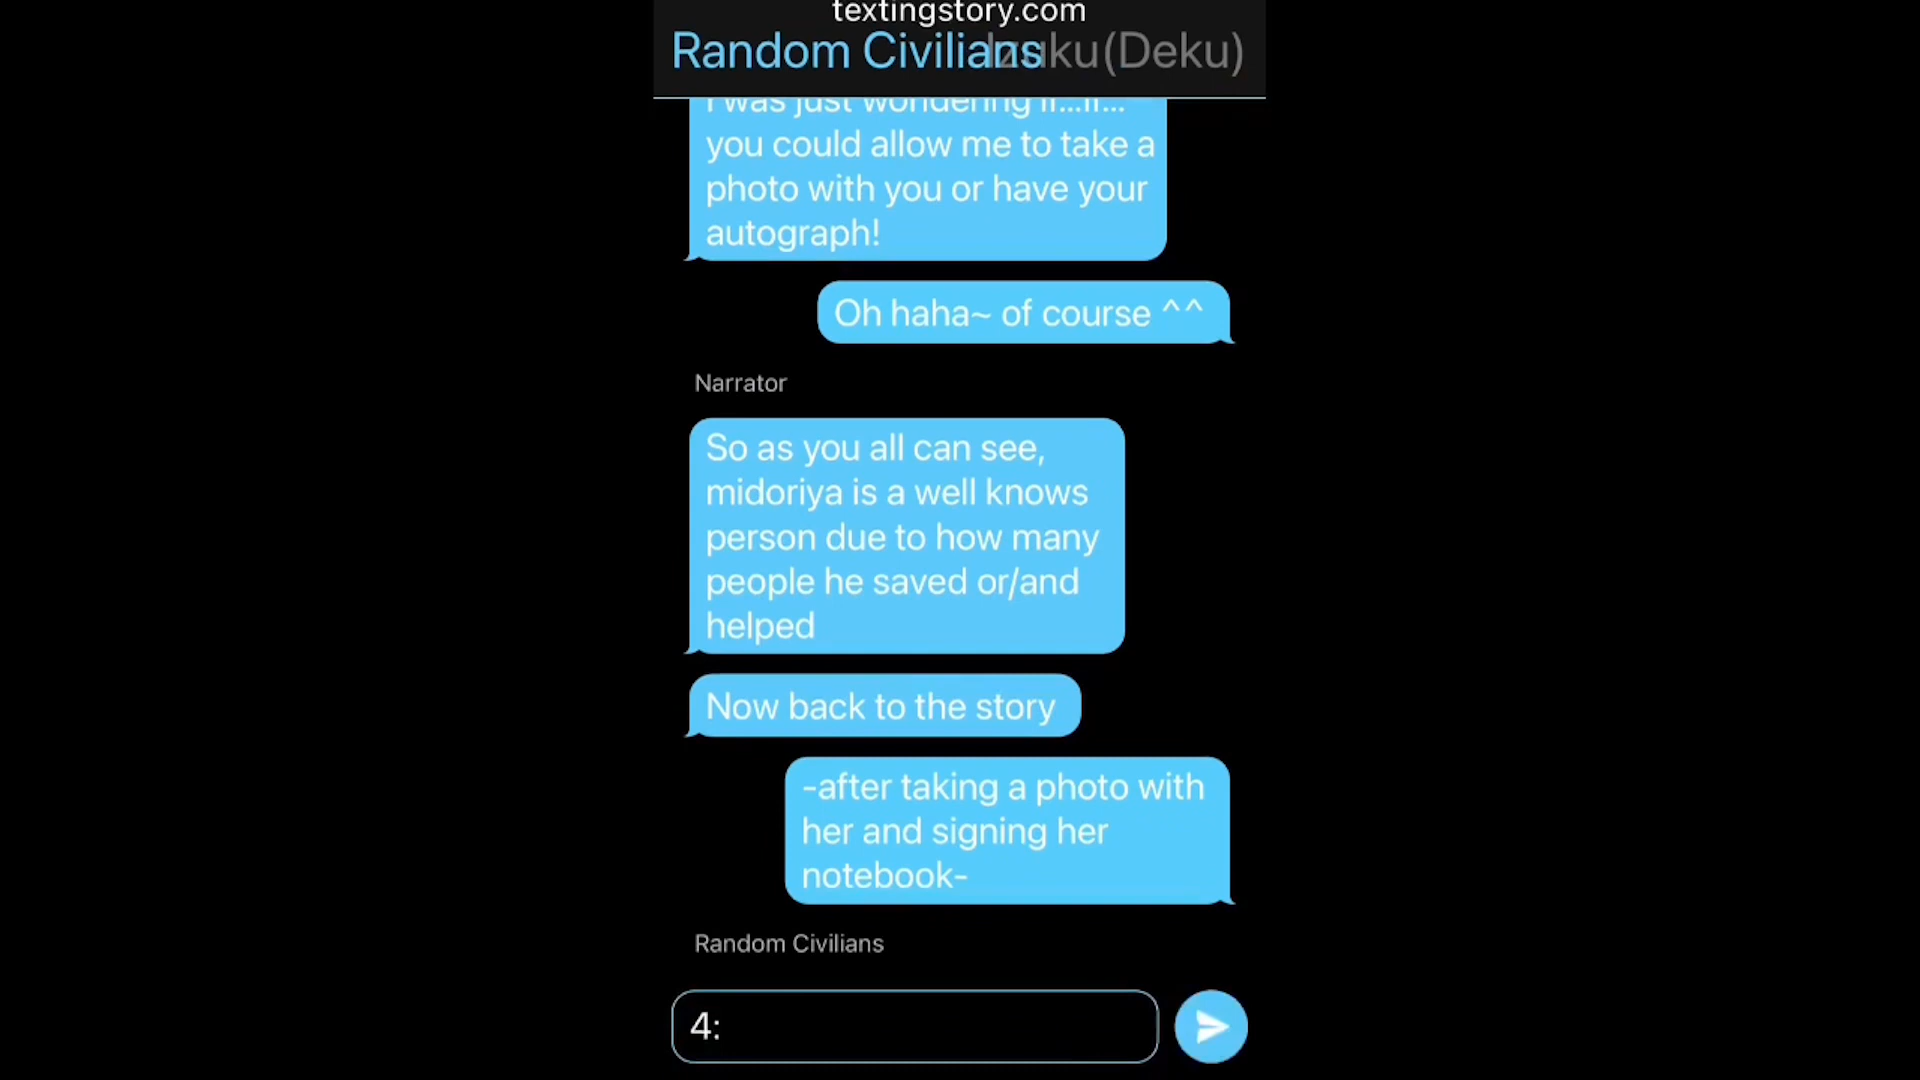 textingstory.com
Random Civilians Izuku(Deku)
I was just wondering if...if...
you could allow me to take a
photo with you or have your
autograph!
Oh haha~ of course ^^
Narrator
So as you all can see,
midoriya is a well knows
person due to how many
people he saved or/and
helped
Now back to the story
-after taking a photo with
her and signing her
notebook-
Random Civilians
4: